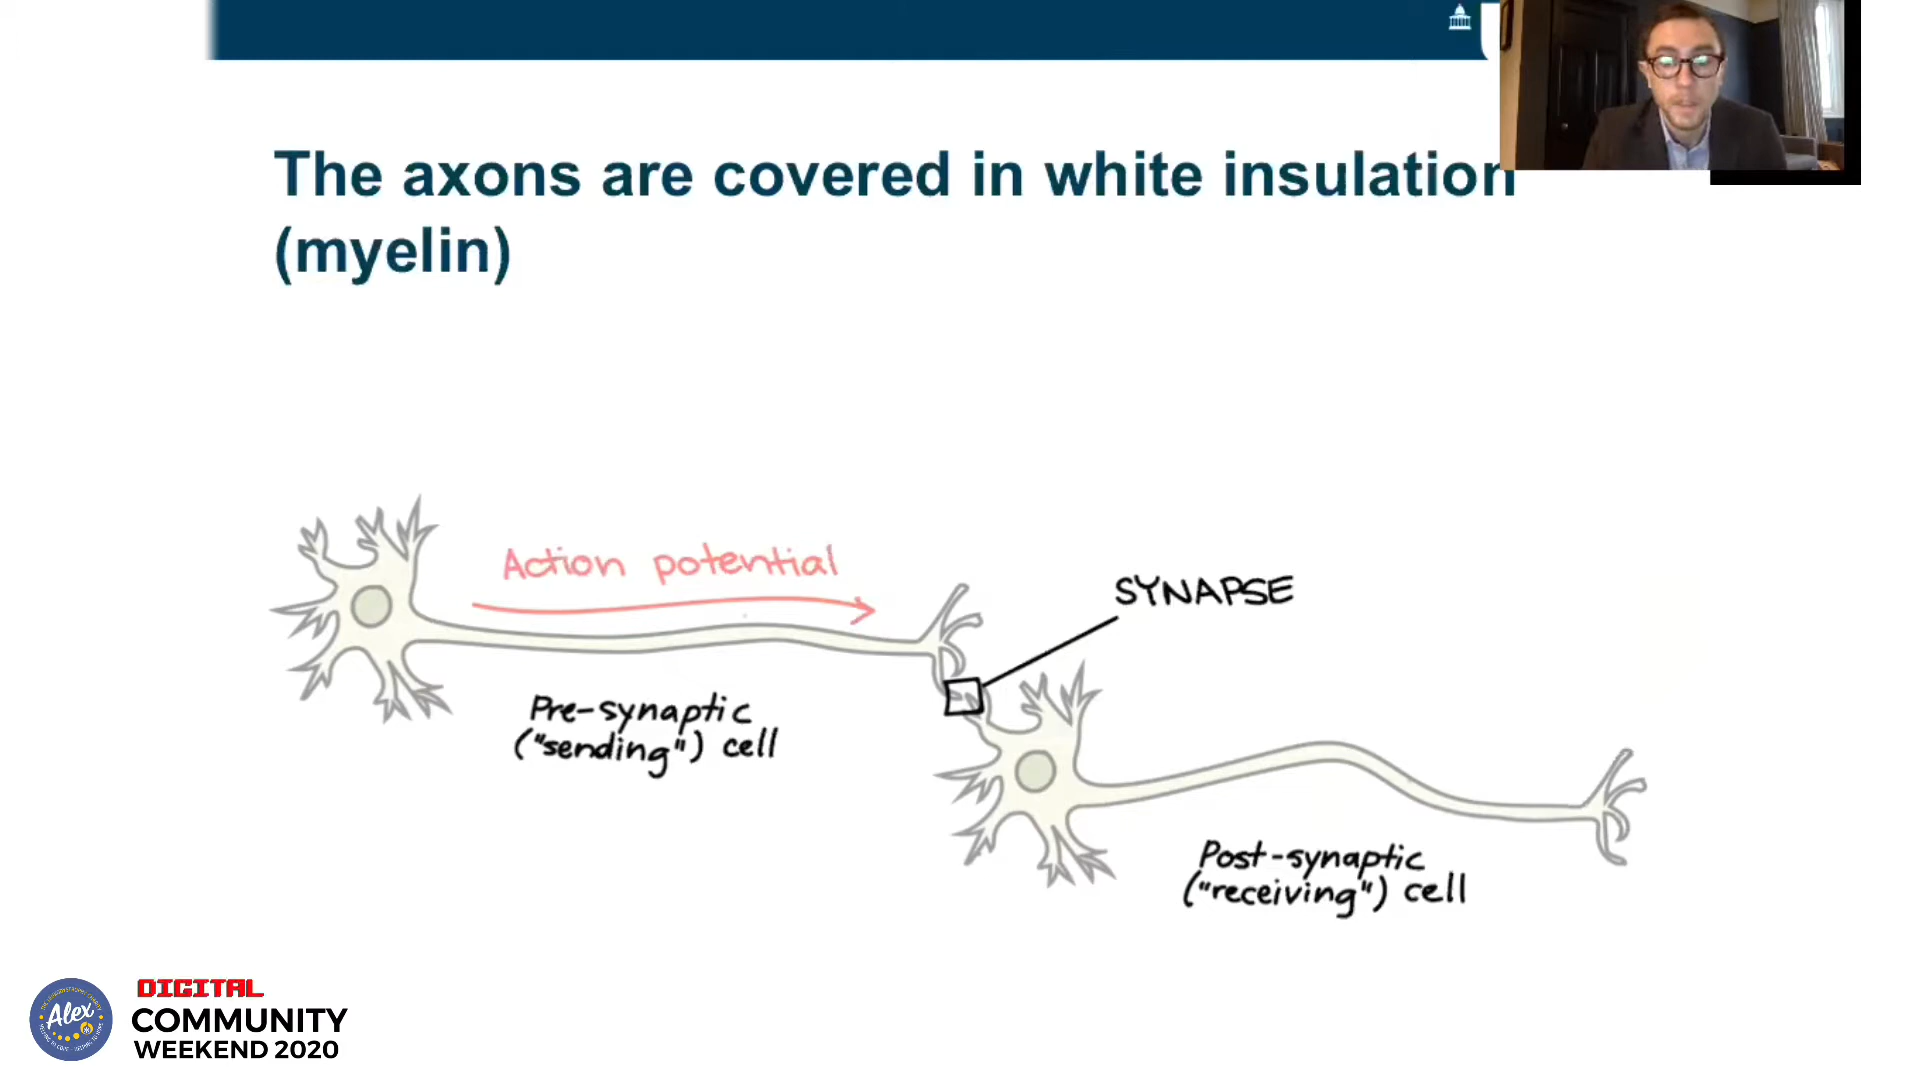 The axons are covered in white insulation
(myelin)
Action potential
SYNAPSE
Pre-synaptic
("sending") cell
Post-synaptic
("receiving") cell
Alex
DIGITAL
COMMUNITY
WEEKEND 2020